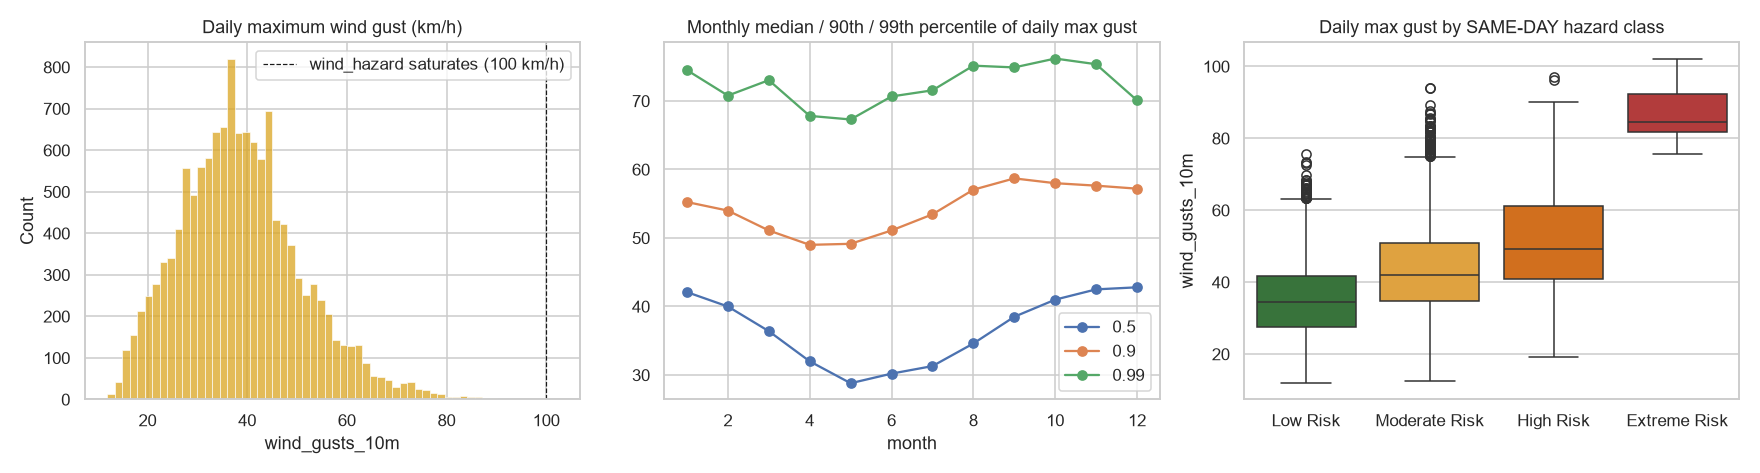 Daily maximum wind gust (km/h)
wind_hazard saturates (100 km/h)
Count
800
700
600
500
400
300
200
100
0
20
40
60
80
100
wind_gusts_10m
Monthly median / 90th / 99th percentile of daily max gust
70
60
50
40
30
0.5
0.9
0.99
2
4
6
8
10
12
month
Daily max gust by SAME-DAY hazard class
wind_gusts_10m
100
80
60
40
20
Low Risk
Moderate Risk
High Risk
Extreme Risk